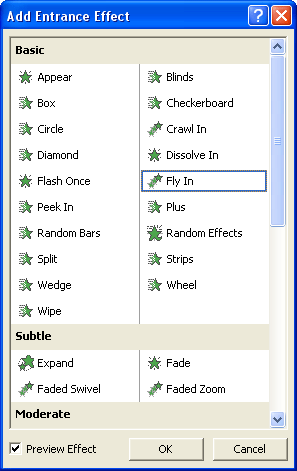 Add Entrance Effect
Basic
Appear Blinds
Box Checkerboard
Circle Crawl In
Diamond Dissolve In
Flash Once Fly In
Peek In Plus
Random Bars Random Effects
Split Strips
Wedge Wheel
Wipe
Subtle
Expand Fade
Faded Swivel Faded Zoom
Moderate
Preview Effect OK Cancel